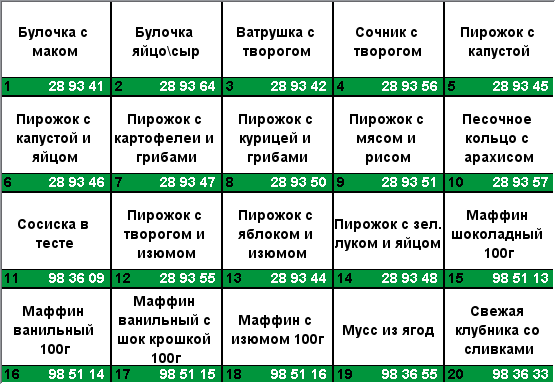 Булочка с
маком
1 28 93 41
Булочка
яйцо\сыр
2 28 93 64
Ватрушка с
творогом
3 28 93 42
Сочник с
творогом
4 28 93 56
Пирожок с
капустой
5 28 93 45
Пирожок с
капустой и
яйцом
6 28 93 46
Пирожок с
картофелеи и
грибами
7 28 93 47
Пирожок с
курицей и
грибами
8 28 93 50
Пирожок с
мясом и
рисом
9 28 93 51
Песочное
кольцо с
арахисом
10 28 93 57
Сосиска в
тесте
11 98 36 09
Пирожок с
творогом и
изюмом
12 28 93 55
Пирожок с
яблоком и
изюмом
13 28 93 44
Пирожок с зел.
луком и яйцом
14 28 93 48
Маффин
шоколадный
100г
15 98 51 13
Маффин
ванильный
100г
16 98 51 14
Маффин
ванильный с
шок крошкой
100г
17 98 51 15
Маффин с
изюмом 100г
18 98 51 16
Мусс из ягод
19 98 36 55
Свежая
клубника со
сливками
20 98 36 33